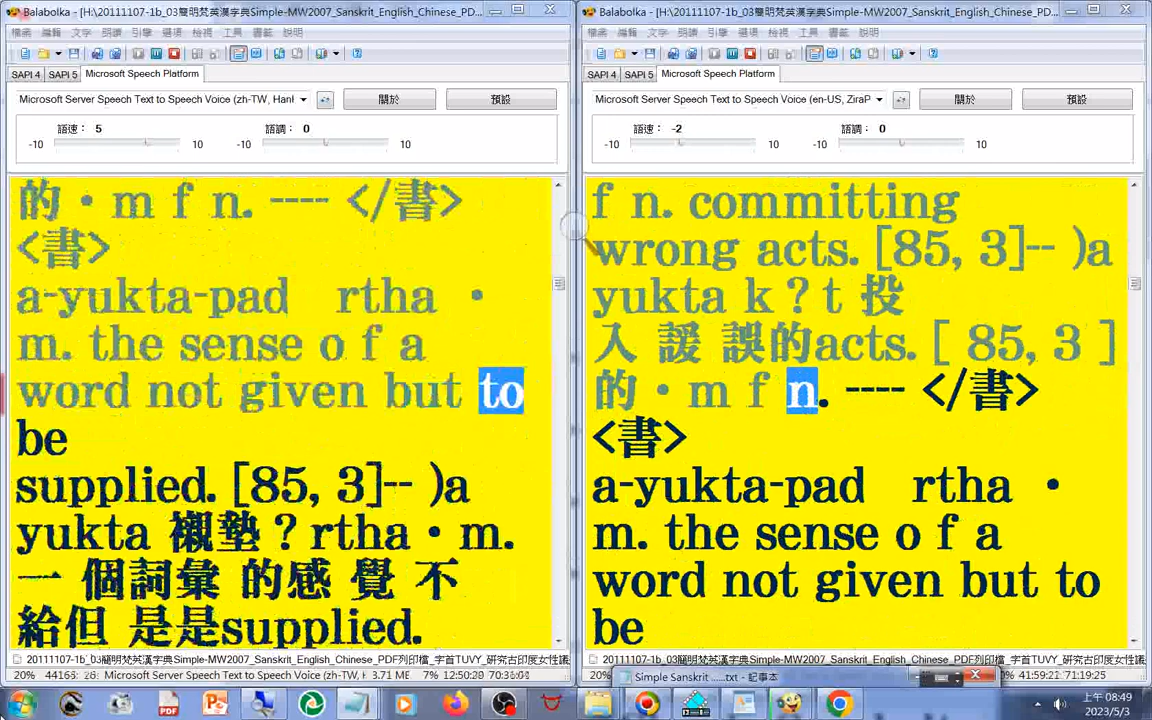 Balabolka - [H:\20111107-1b_03簡明梵英漢字典Simple-MW2007_Sanskrit_English_Chinese_PD...
檔案 編輯 文字 朗讀 引擎 選項 檢視 工具 書籤 說明
SAPI 4 SAPI 5 Microsoft Speech Platform
Microsoft Server Speech Text to Speech Voice (zh-TW, Hanl
關於 預設
語速： 5 語調： 0
-10 10 -10 10
的・m f n. ---- </書>
<書>
a-yukta-pad rtha ・
m. the sense o f a
word not given but to
be
supplied. [85, 3]-- )a
yukta 襯墊？rtha・m.
一 個詞彙 的感 覺 不
給但 是是supplied.
20111107-1b_03簡明梵英漢字典Simple-MW2007_Sanskrit_English_Chinese_PDF列印檔_字首TUVY_研究古印度女性議
20% 44166: 26: Microsoft Server Speech Text to Speech Voice (zh-TW, H 3.71 ME 7% 12:50:29
Balabolka - [H:\20111107-1b_03簡明梵英漢字典Simple-MW2007_Sanskrit_English_Chinese_PD...
檔案 編輯 文字 朗讀 引擎 選項 檢視 工具 書籤 說明
SAPI 4 SAPI 5 Microsoft Speech Platform
Microsoft Server Speech Text to Speech Voice (en-US, ZiraP
關於 預設
語速： -2 語調： 0
-10 10 -10 10
f n. committing
wrong acts. [85, 3]-- )a
yukta k？t 投
入 諼 誤的acts. [ 85, 3 ]
的・m f n. ---- </書>
<書>
a-yukta-pad rtha ・
m. the sense o f a
word not given but to
be
20111107-1b_03簡明梵英漢字典Simple-MW2007_Sanskrit_English_Chinese_PDF列印檔_字首TUVY_研究古印度女性議
20% 41:59:21 71:19:25
Simple Sanskrit ......txt - 記事本
上午 08:49
2023/5/3